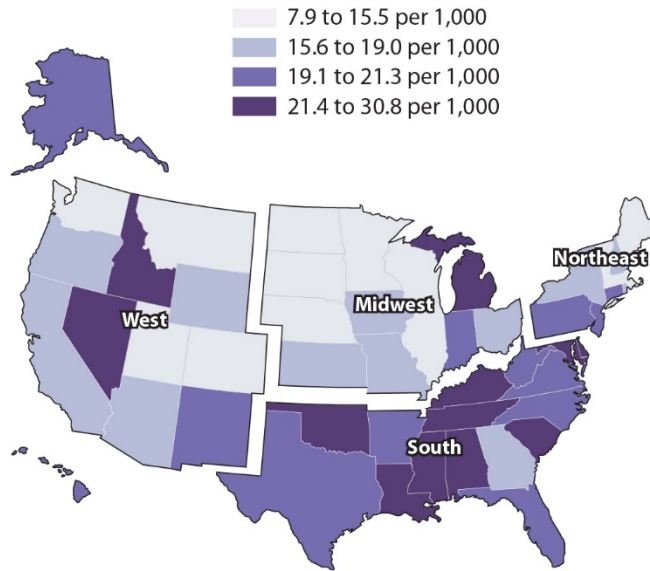 7.9 to 15.5 per 1,000
15.6 to 19.0 per 1,000
19.1 to 21.3 per 1,000
21.4 to 30.8 per 1,000
Northeast
Midwest
West
South